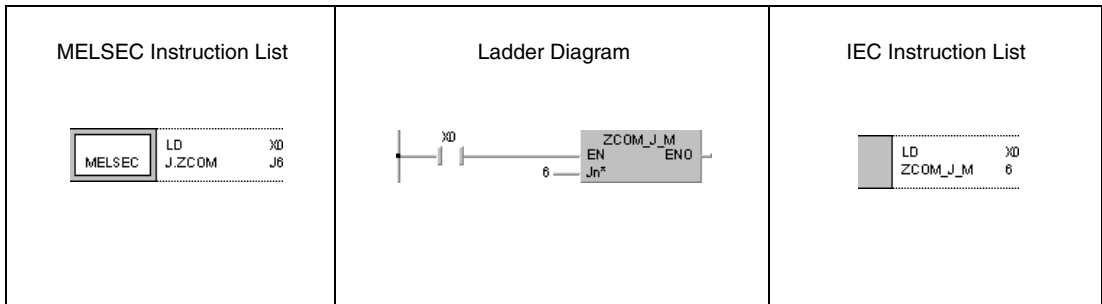 MELSEC Instruction List
Ladder Diagram
IEC Instruction List
MELSEC
LD X0
J.ZCOM J6
X0
ZCOM_J_M
EN ENO
6 Jn*
LD X0
ZCOM_J_M 6